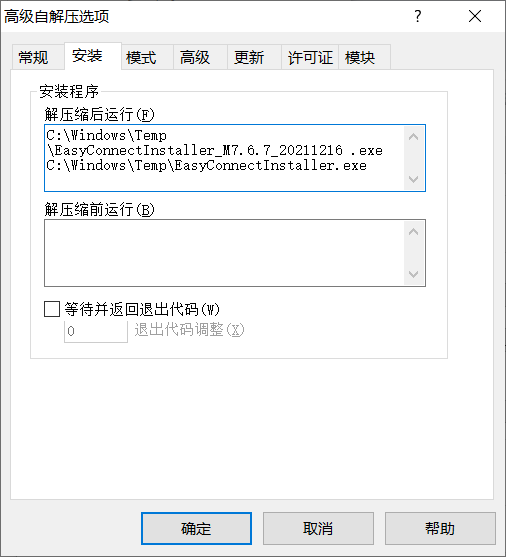 高级自解压选项
?
常规 安装 模式 高级 更新 许可证 模块
安装程序
解压缩后运行(F)
C:\Windows\Temp
\EasyConnectInstaller_M7.6.7_20211216 .exe
C:\Windows\Temp\EasyConnectInstaller.exe
解压缩前运行(B)
等待并返回退出代码(W)
0 退出代码调整(X)
确定 取消 帮助